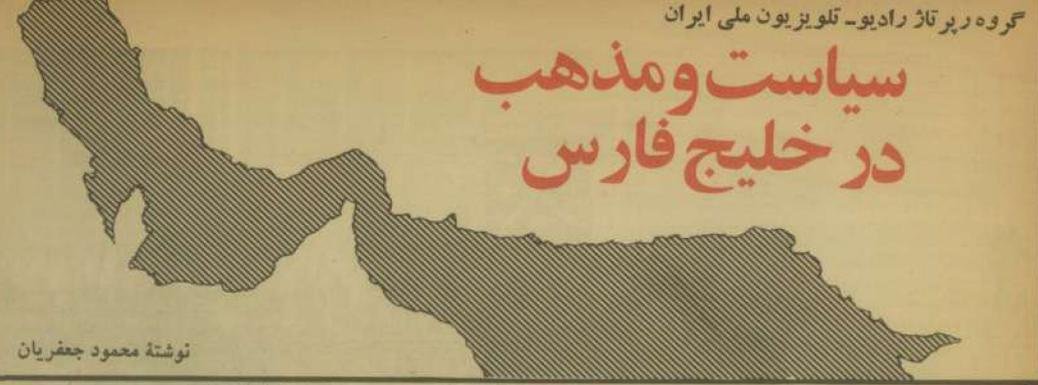 گروه رپرتاژ رادیو ـ تلویزیون ملی ایران
سیاست و مذهب
در خلیج فارس
نوشتهٔ محمود جعفریان